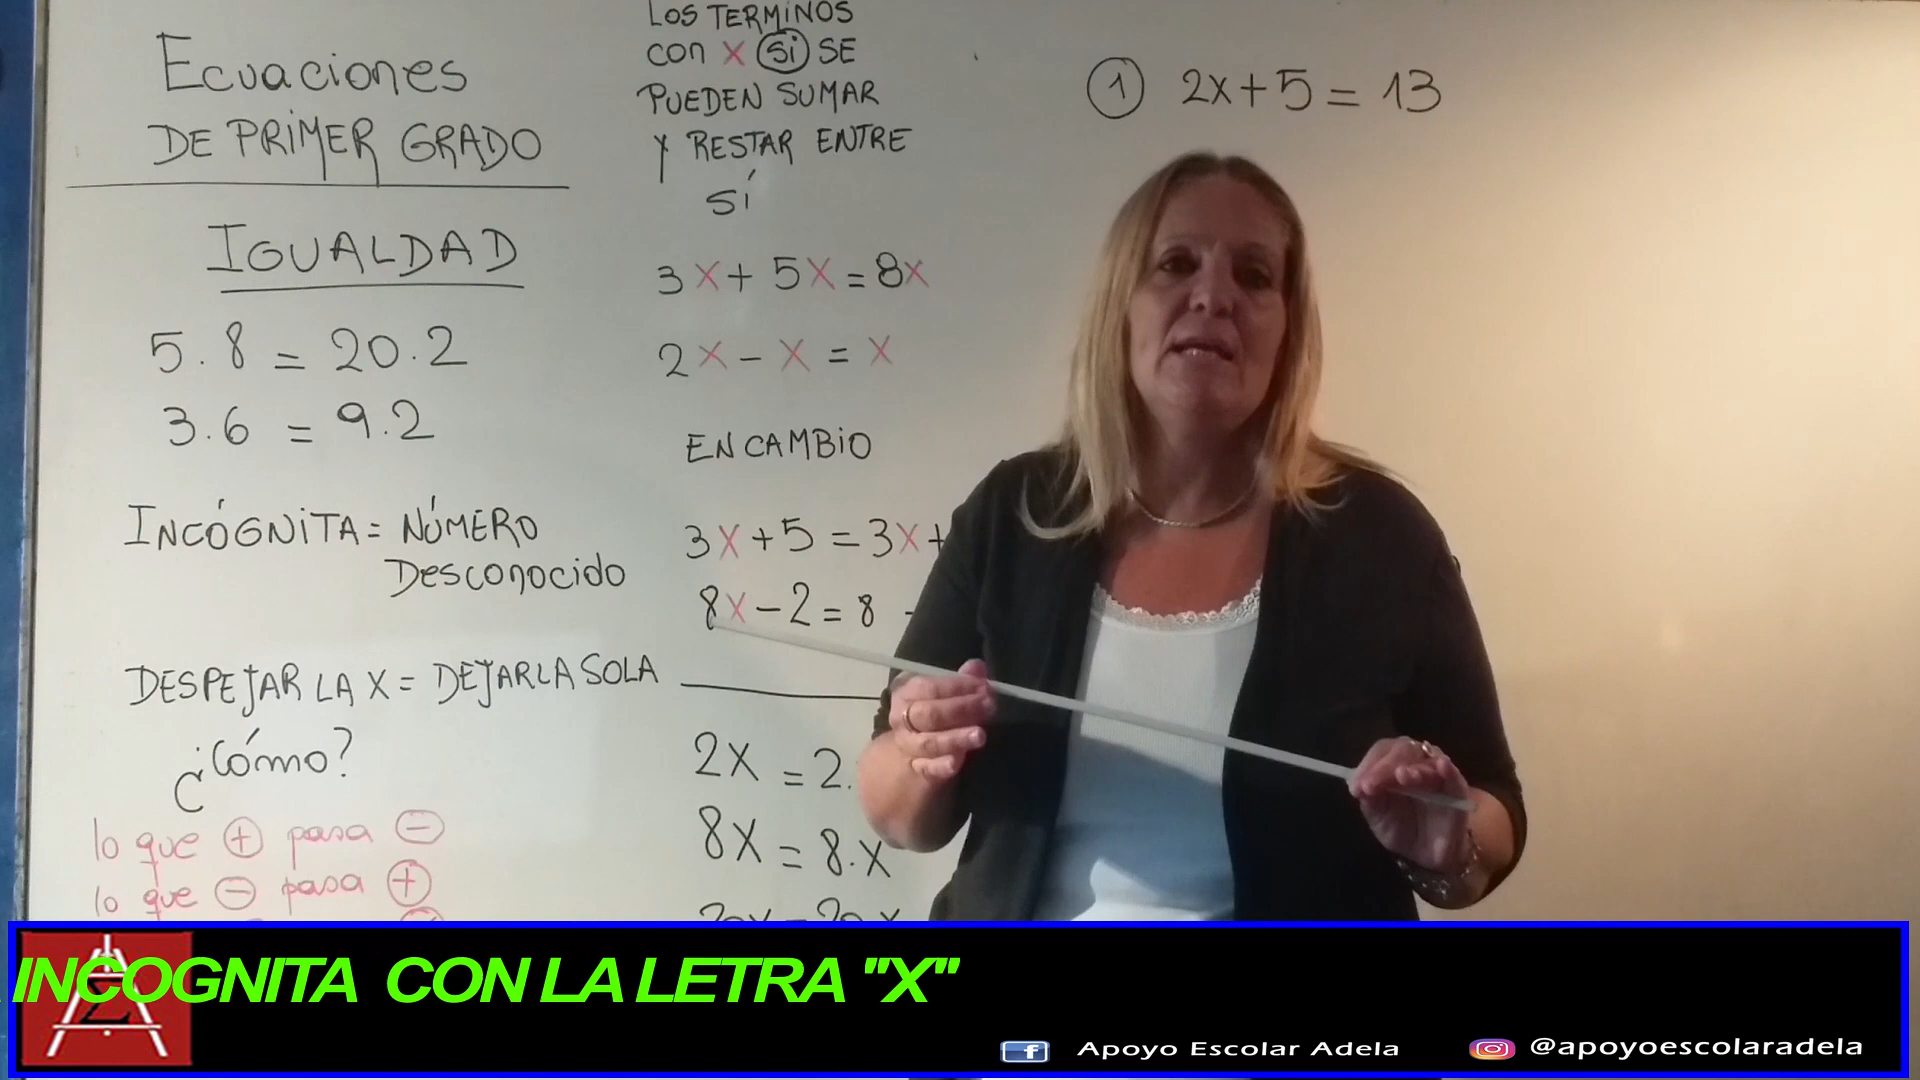 Ecuaciones
DE PRIMER GRADO
IGUALDAD
5.8 = 20.2
3.6 = 9.2
INCÓGNITA = NÚMERO
Desconocido
DESPEJAR LA X = DEJARLA SOLA
¿Cómo?
lo que + pasa -
lo que - pasa +
LOS TERMINOS
con X SI SE
PUEDEN SUMAR
Y RESTAR ENTRE
SÍ
3X + 5X = 8X
2X - X = X
EN CAMBIO
3X + 5 = 3X +
8X - 2 = 8 -
2X = 2.
8X = 8.X
1 2X + 5 = 13
INCOGNITA CON LA LETRA "X"
Apoyo Escolar Adela
@apoyoescolaradela